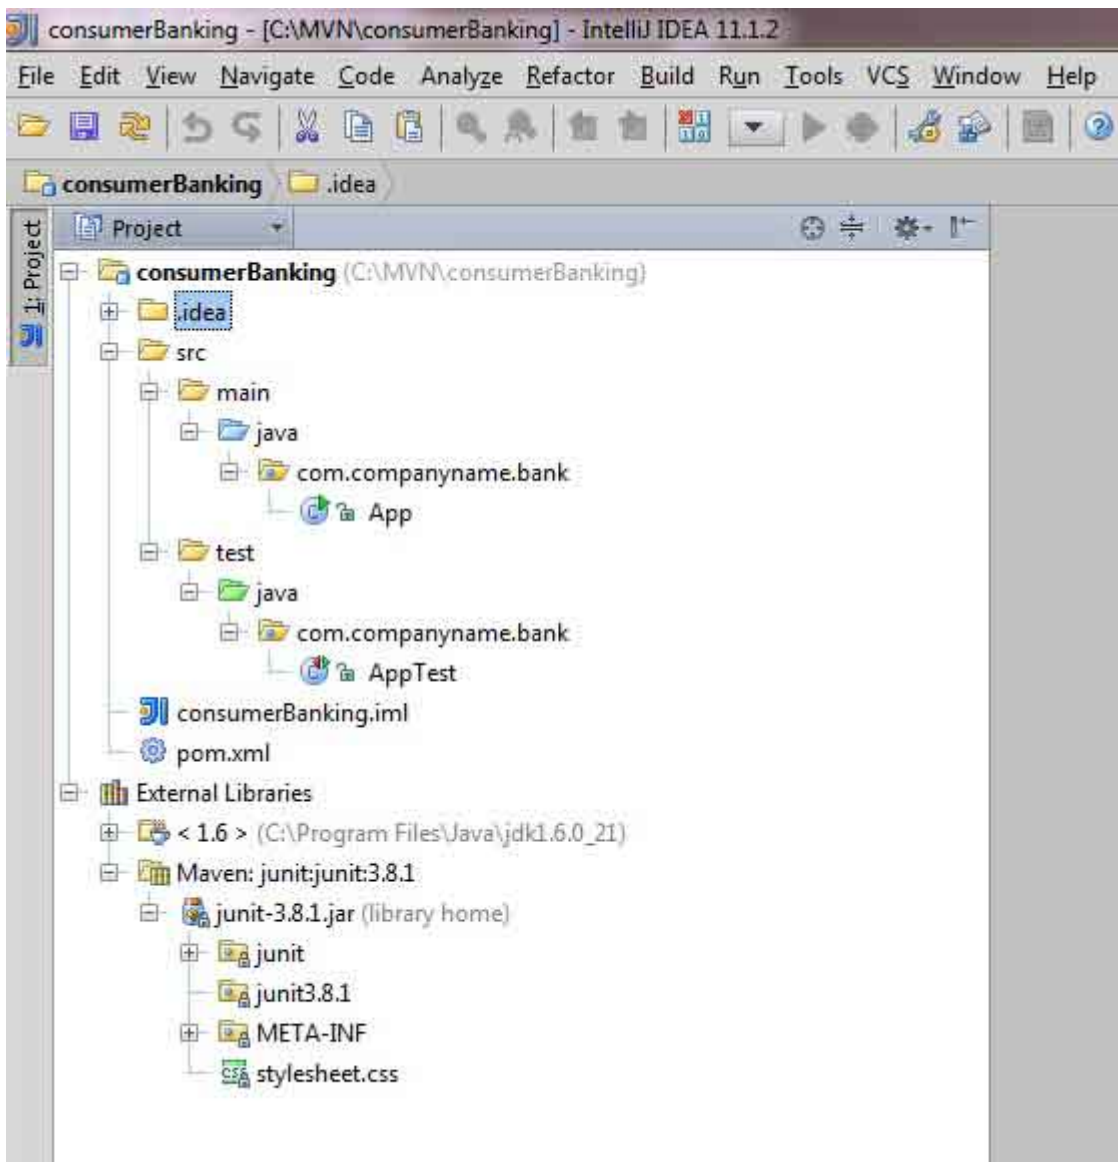 consumerBanking - [C:\MVN\consumerBanking] - IntelliJ IDEA 11.1.2
File Edit View Navigate Code Analyze Refactor Build Run Tools VCS Window Help
consumerBanking .idea
1: Project
Project
consumerBanking (C:\MVN\consumerBanking)
.idea
src
main
java
com.companyname.bank
App
test
java
com.companyname.bank
AppTest
consumerBanking.iml
pom.xml
External Libraries
< 1.6 > (C:\Program Files\Java\jdk1.6.0_21)
Maven: junit:junit:3.8.1
junit-3.8.1.jar (library home)
junit
junit3.8.1
META-INF
stylesheet.css